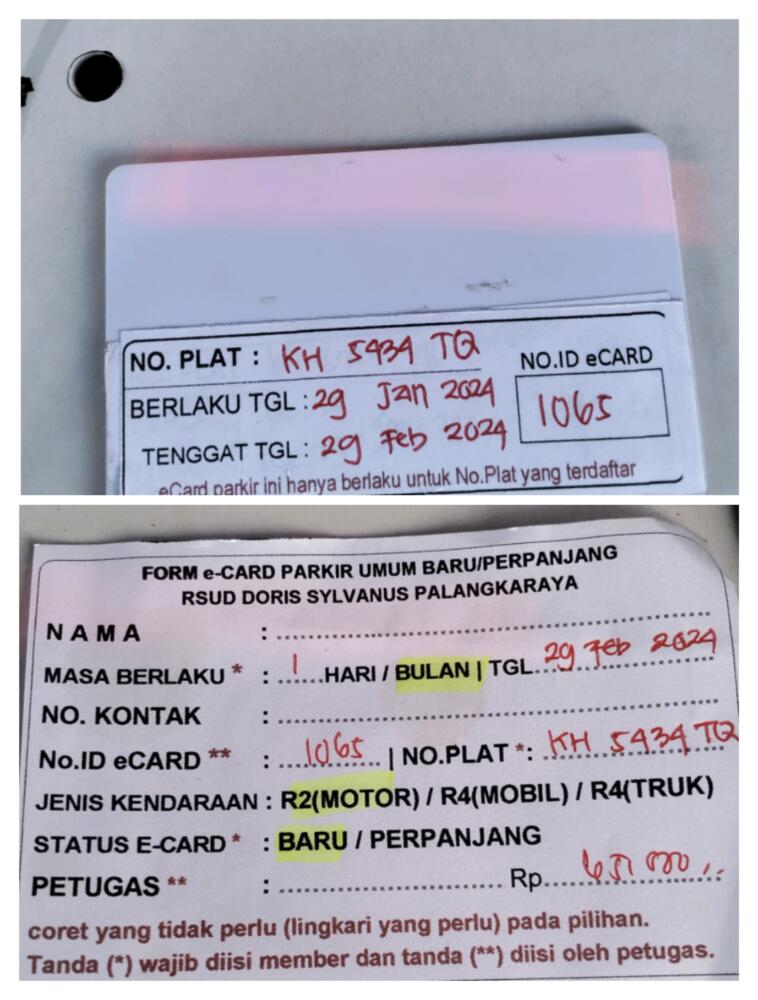 NO. PLAT : KH 5434 TQ
NO.ID eCARD
BERLAKU TGL : 29 Jan 2024
1065
TENGGAT TGL : 29 Feb 2024
eCard parkir ini hanya berlaku untuk No.Plat yang terdaftar
FORM e-CARD PARKIR UMUM BARU/PERPANJANG
RSUD DORIS SYLVANUS PALANGKARAYA
NAMA : ........................................
MASA BERLAKU * : ...1...HARI / BULAN | TGL...29 Feb 2024
NO. KONTAK : ........................................
No.ID eCARD ** : ...1065... | NO.PLAT *: KH 5434 TQ
JENIS KENDARAAN : R2(MOTOR) / R4(MOBIL) / R4(TRUK)
STATUS E-CARD * : BARU / PERPANJANG
PETUGAS ** : .............................. Rp.
coret yang tidak perlu (lingkari yang perlu) pada pilihan.
Tanda (*) wajib diisi member dan tanda (**) diisi oleh petugas.